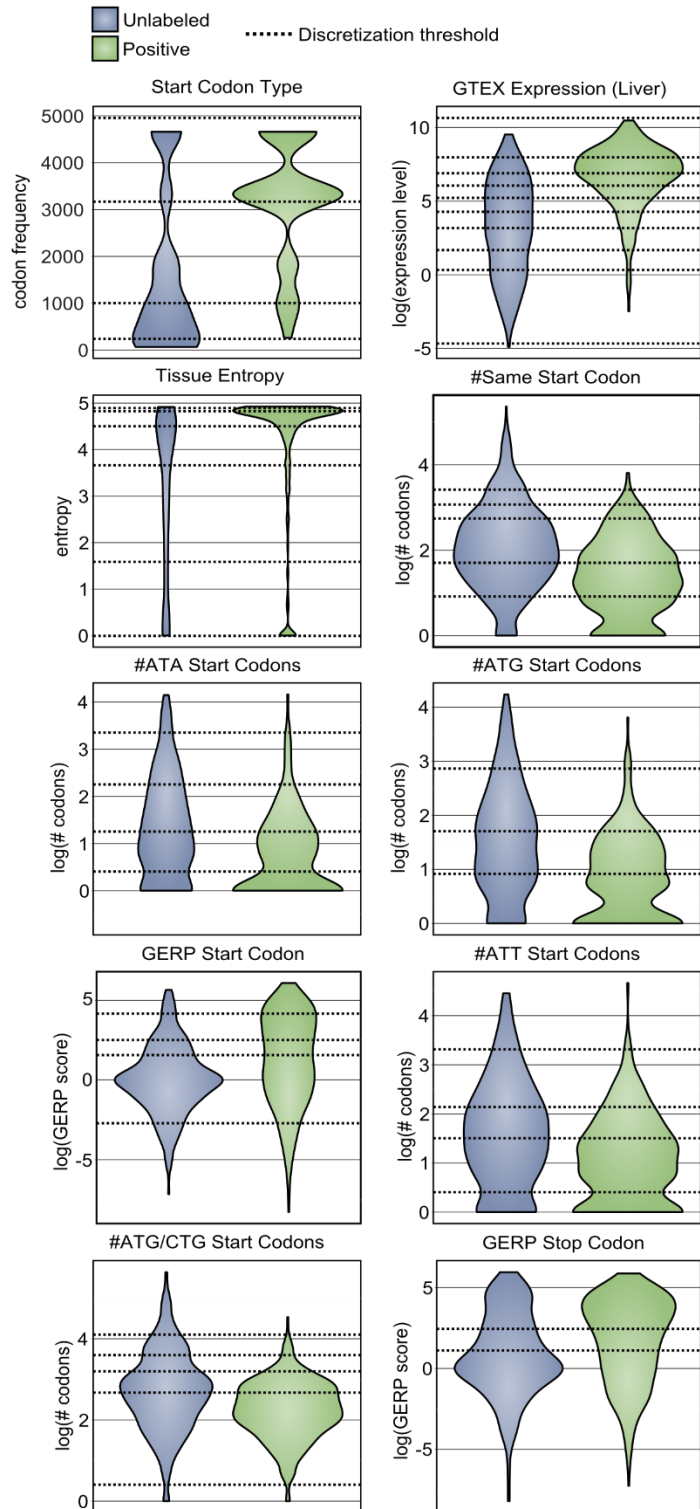 Unlabeled
Positive
Discretization threshold
Start Codon Type
codon frequency
5000
4000
3000
2000
1000
0
GTEX Expression (Liver)
log(expression level)
10
5
0
-5
Tissue Entropy
entropy
5
4
3
2
1
0
#Same Start Codon
log(# codons)
4
2
0
#ATA Start Codons
log(# codons)
4
3
2
1
0
#ATG Start Codons
log(# codons)
4
3
2
1
0
GERP Start Codon
log(GERP score)
5
0
-5
#ATT Start Codons
log(# codons)
4
3
2
1
0
#ATG/CTG Start Codons
log(# codons)
4
2
0
GERP Stop Codon
log(GERP score)
5
0
-5